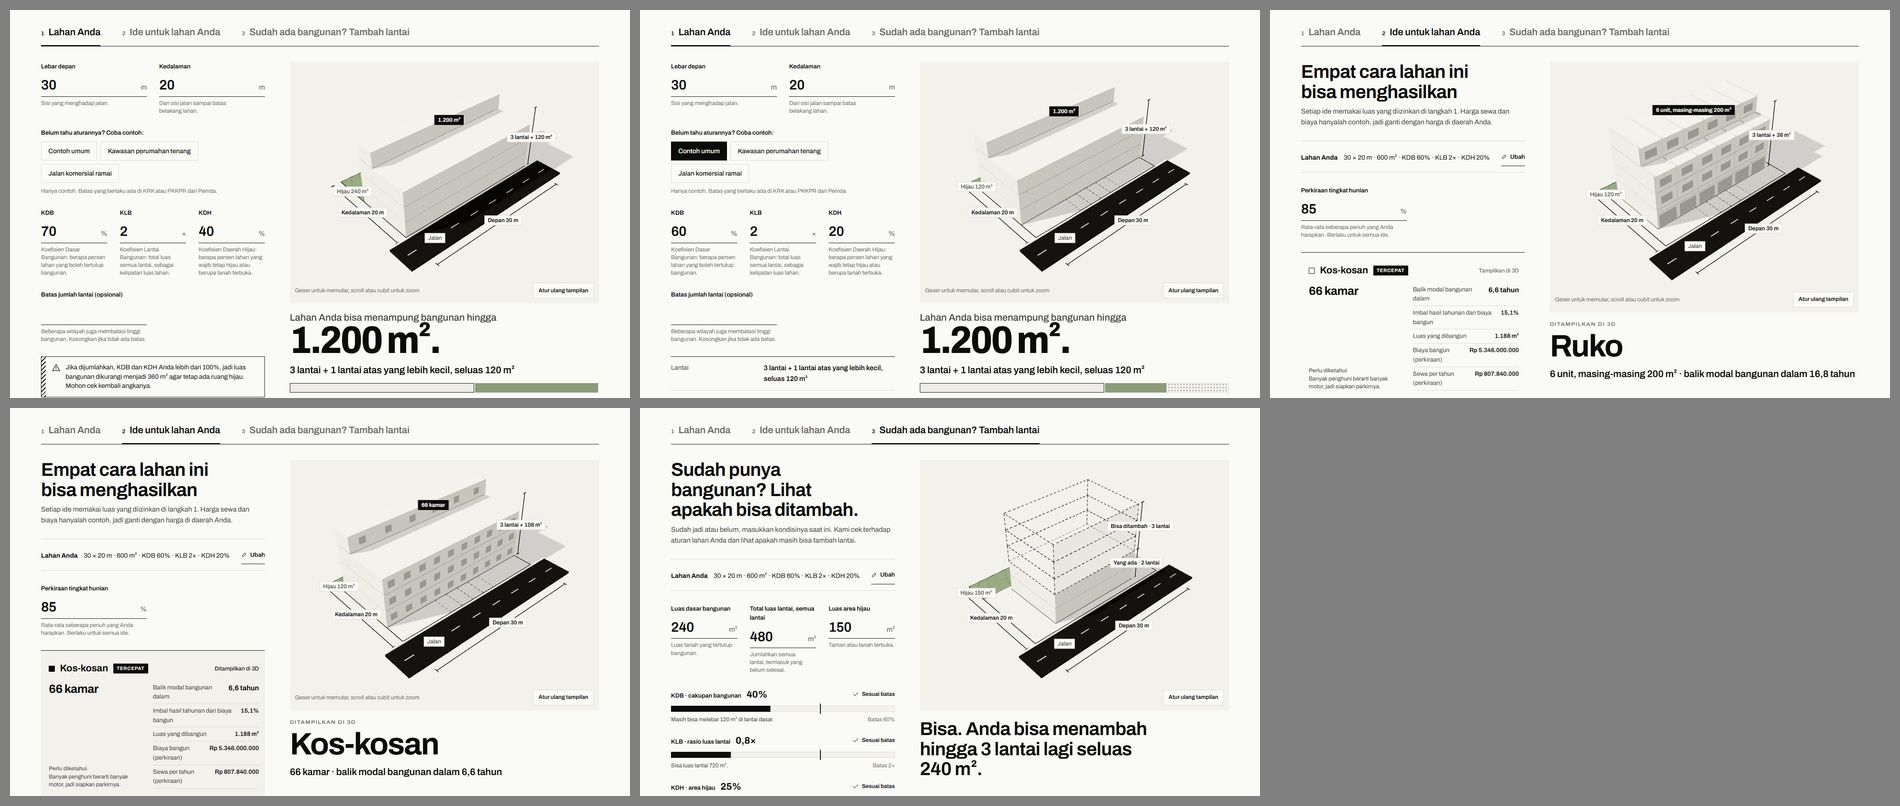 1 Lahan Anda
2 Ide untuk lahan Anda
3 Sudah ada bangunan? Tambah lantai
Lebar depan
Kedalaman
30 m
20 m
Sisi yang menghadap jalan.
Dari sisi jalan sampai batas
belakang lahan.
Belum tahu aturannya? Coba contoh:
Contoh umum
Kawasan perumahan tenang
Jalan komersial ramai
Hanya contoh. Batas yang berlaku ada di KRK atau PKKPR dari Pemda.
KDB
KLB
KDH
70 %
2 ×
40 %
Koefisien Dasar
Bangunan: berapa persen
lahan yang boleh tertutup
bangunan.
Koefisien Lantai
Bangunan: total luas
semua lantai, sebagai
kelipatan luas lahan.
Koefisien Daerah Hijau:
berapa persen lahan yang
wajib tetap hijau atau
berupa tanah terbuka.
Batas jumlah lantai (opsional)
Beberapa wilayah juga membatasi tinggi
bangunan. Kosongkan jika tidak ada batas.
Jika dijumlahkan, KDB dan KDH Anda lebih dari 100%, jadi luas
bangunan dikurangi menjadi 360 m² agar tetap ada ruang hijau.
Mohon cek kembali angkanya.
1.200 m²
3 lantai + 120 m²
Hijau 240 m²
Kedalaman 20 m
Depan 30 m
Jalan
Geser untuk memutar, scroll atau cubit untuk zoom
Atur ulang tampilan
Lahan Anda bisa menampung bangunan hingga
1.200 m².
3 lantai + 1 lantai atas yang lebih kecil, seluas 120 m²
1 Lahan Anda
2 Ide untuk lahan Anda
3 Sudah ada bangunan? Tambah lantai
Lebar depan
Kedalaman
30 m
20 m
Sisi yang menghadap jalan.
Dari sisi jalan sampai batas
belakang lahan.
Belum tahu aturannya? Coba contoh:
Contoh umum
Kawasan perumahan tenang
Jalan komersial ramai
Hanya contoh. Batas yang berlaku ada di KRK atau PKKPR dari Pemda.
KDB
KLB
KDH
60 %
2 ×
20 %
Koefisien Dasar
Bangunan: berapa persen
lahan yang boleh tertutup
bangunan.
Koefisien Lantai
Bangunan: total luas
semua lantai, sebagai
kelipatan luas lahan.
Koefisien Daerah Hijau:
berapa persen lahan yang
wajib tetap hijau atau
berupa tanah terbuka.
Batas jumlah lantai (opsional)
Beberapa wilayah juga membatasi tinggi
bangunan. Kosongkan jika tidak ada batas.
Lantai
3 lantai + 1 lantai atas yang lebih kecil,
seluas 120 m²
1.200 m²
3 lantai + 120 m²
Hijau 120 m²
Kedalaman 20 m
Depan 30 m
Jalan
Geser untuk memutar, scroll atau cubit untuk zoom
Atur ulang tampilan
Lahan Anda bisa menampung bangunan hingga
1.200 m².
3 lantai + 1 lantai atas yang lebih kecil, seluas 120 m²
1 Lahan Anda
2 Ide untuk lahan Anda
3 Sudah ada bangunan? Tambah lantai
Empat cara lahan ini
bisa menghasilkan
Setiap ide memakai luas yang diizinkan di langkah 1. Harga sewa dan
biaya hanyalah contoh, jadi ganti dengan harga di daerah Anda.
Lahan Anda 30 × 20 m · 600 m² · KDB 60% · KLB 2× · KDH 20%
Ubah
Perkiraan tingkat hunian
85 %
Rata-rata seberapa penuh yang Anda
harapkan. Berlaku untuk semua ide.
Kos-kosan TERCEPAT
Tampilkan di 3D
66 kamar
Balik modal bangunan
dalam
6,6 tahun
Imbal hasil tahunan dari biaya
bangun
15,1%
Luas yang dibangun
1.188 m²
Biaya bangun
(perkiraan)
Rp 5.346.000.000
Sewa per tahun
(perkiraan)
Rp 807.840.000
Perlu diketahui
Banyak penghuni berarti banyak
motor, jadi siapkan parkirnya.
6 unit, masing-masing 200 m²
3 lantai + 38 m²
Hijau 120 m²
Kedalaman 20 m
Depan 30 m
Jalan
Geser untuk memutar, scroll atau cubit untuk zoom
Atur ulang tampilan
DITAMPILKAN DI 3D
Ruko
6 unit, masing-masing 200 m² · balik modal bangunan dalam 16,8 tahun
1 Lahan Anda
2 Ide untuk lahan Anda
3 Sudah ada bangunan? Tambah lantai
Empat cara lahan ini
bisa menghasilkan
Setiap ide memakai luas yang diizinkan di langkah 1. Harga sewa dan
biaya hanyalah contoh, jadi ganti dengan harga di daerah Anda.
Lahan Anda 30 × 20 m · 600 m² · KDB 60% · KLB 2× · KDH 20%
Ubah
Perkiraan tingkat hunian
85 %
Rata-rata seberapa penuh yang Anda
harapkan. Berlaku untuk semua ide.
Kos-kosan TERCEPAT
Ditampilkan di 3D
66 kamar
Balik modal bangunan
dalam
6,6 tahun
Imbal hasil tahunan dari biaya
bangun
15,1%
Luas yang dibangun
1.188 m²
Biaya bangun
(perkiraan)
Rp 5.346.000.000
Sewa per tahun
(perkiraan)
Rp 807.840.000
Perlu diketahui
Banyak penghuni berarti banyak
motor, jadi siapkan parkirnya.
66 kamar
3 lantai + 108 m²
Hijau 120 m²
Kedalaman 20 m
Depan 30 m
Jalan
Geser untuk memutar, scroll atau cubit untuk zoom
Atur ulang tampilan
DITAMPILKAN DI 3D
Kos-kosan
66 kamar · balik modal bangunan dalam 6,6 tahun
1 Lahan Anda
2 Ide untuk lahan Anda
3 Sudah ada bangunan? Tambah lantai
Sudah punya
bangunan? Lihat
apakah bisa ditambah.
Sudah jadi atau belum, masukkan kondisinya saat ini. Kami cek terhadap
aturan lahan Anda dan lihat apakah masih bisa tambah lantai.
Lahan Anda 30 × 20 m · 600 m² · KDB 60% · KLB 2× · KDH 20%
Ubah
Luas dasar bangunan
Total luas lantai, semua
lantai
Luas area hijau
240 m²
480 m²
150 m²
Luas tanah yang tertutup
bangunan.
Jumlahkan semua
lantai, termasuk yang
belum selesai.
Taman atau tanah terbuka.
KDB · cakupan bangunan 40%
Sesuai batas
Masih bisa melebar 120 m² di lantai dasar.
Batas 60%
KLB · rasio luas lantai 0,8×
Sesuai batas
Sisa luas lantai 720 m².
Batas 2×
KDH · area hijau 25%
Sesuai batas
Bisa ditambah · 3 lantai
Yang ada · 2 lantai
Hijau 150 m²
Kedalaman 20 m
Depan 30 m
Jalan
Geser untuk memutar, scroll atau cubit untuk zoom
Atur ulang tampilan
Bisa. Anda bisa menambah
hingga 3 lantai lagi seluas
240 m².